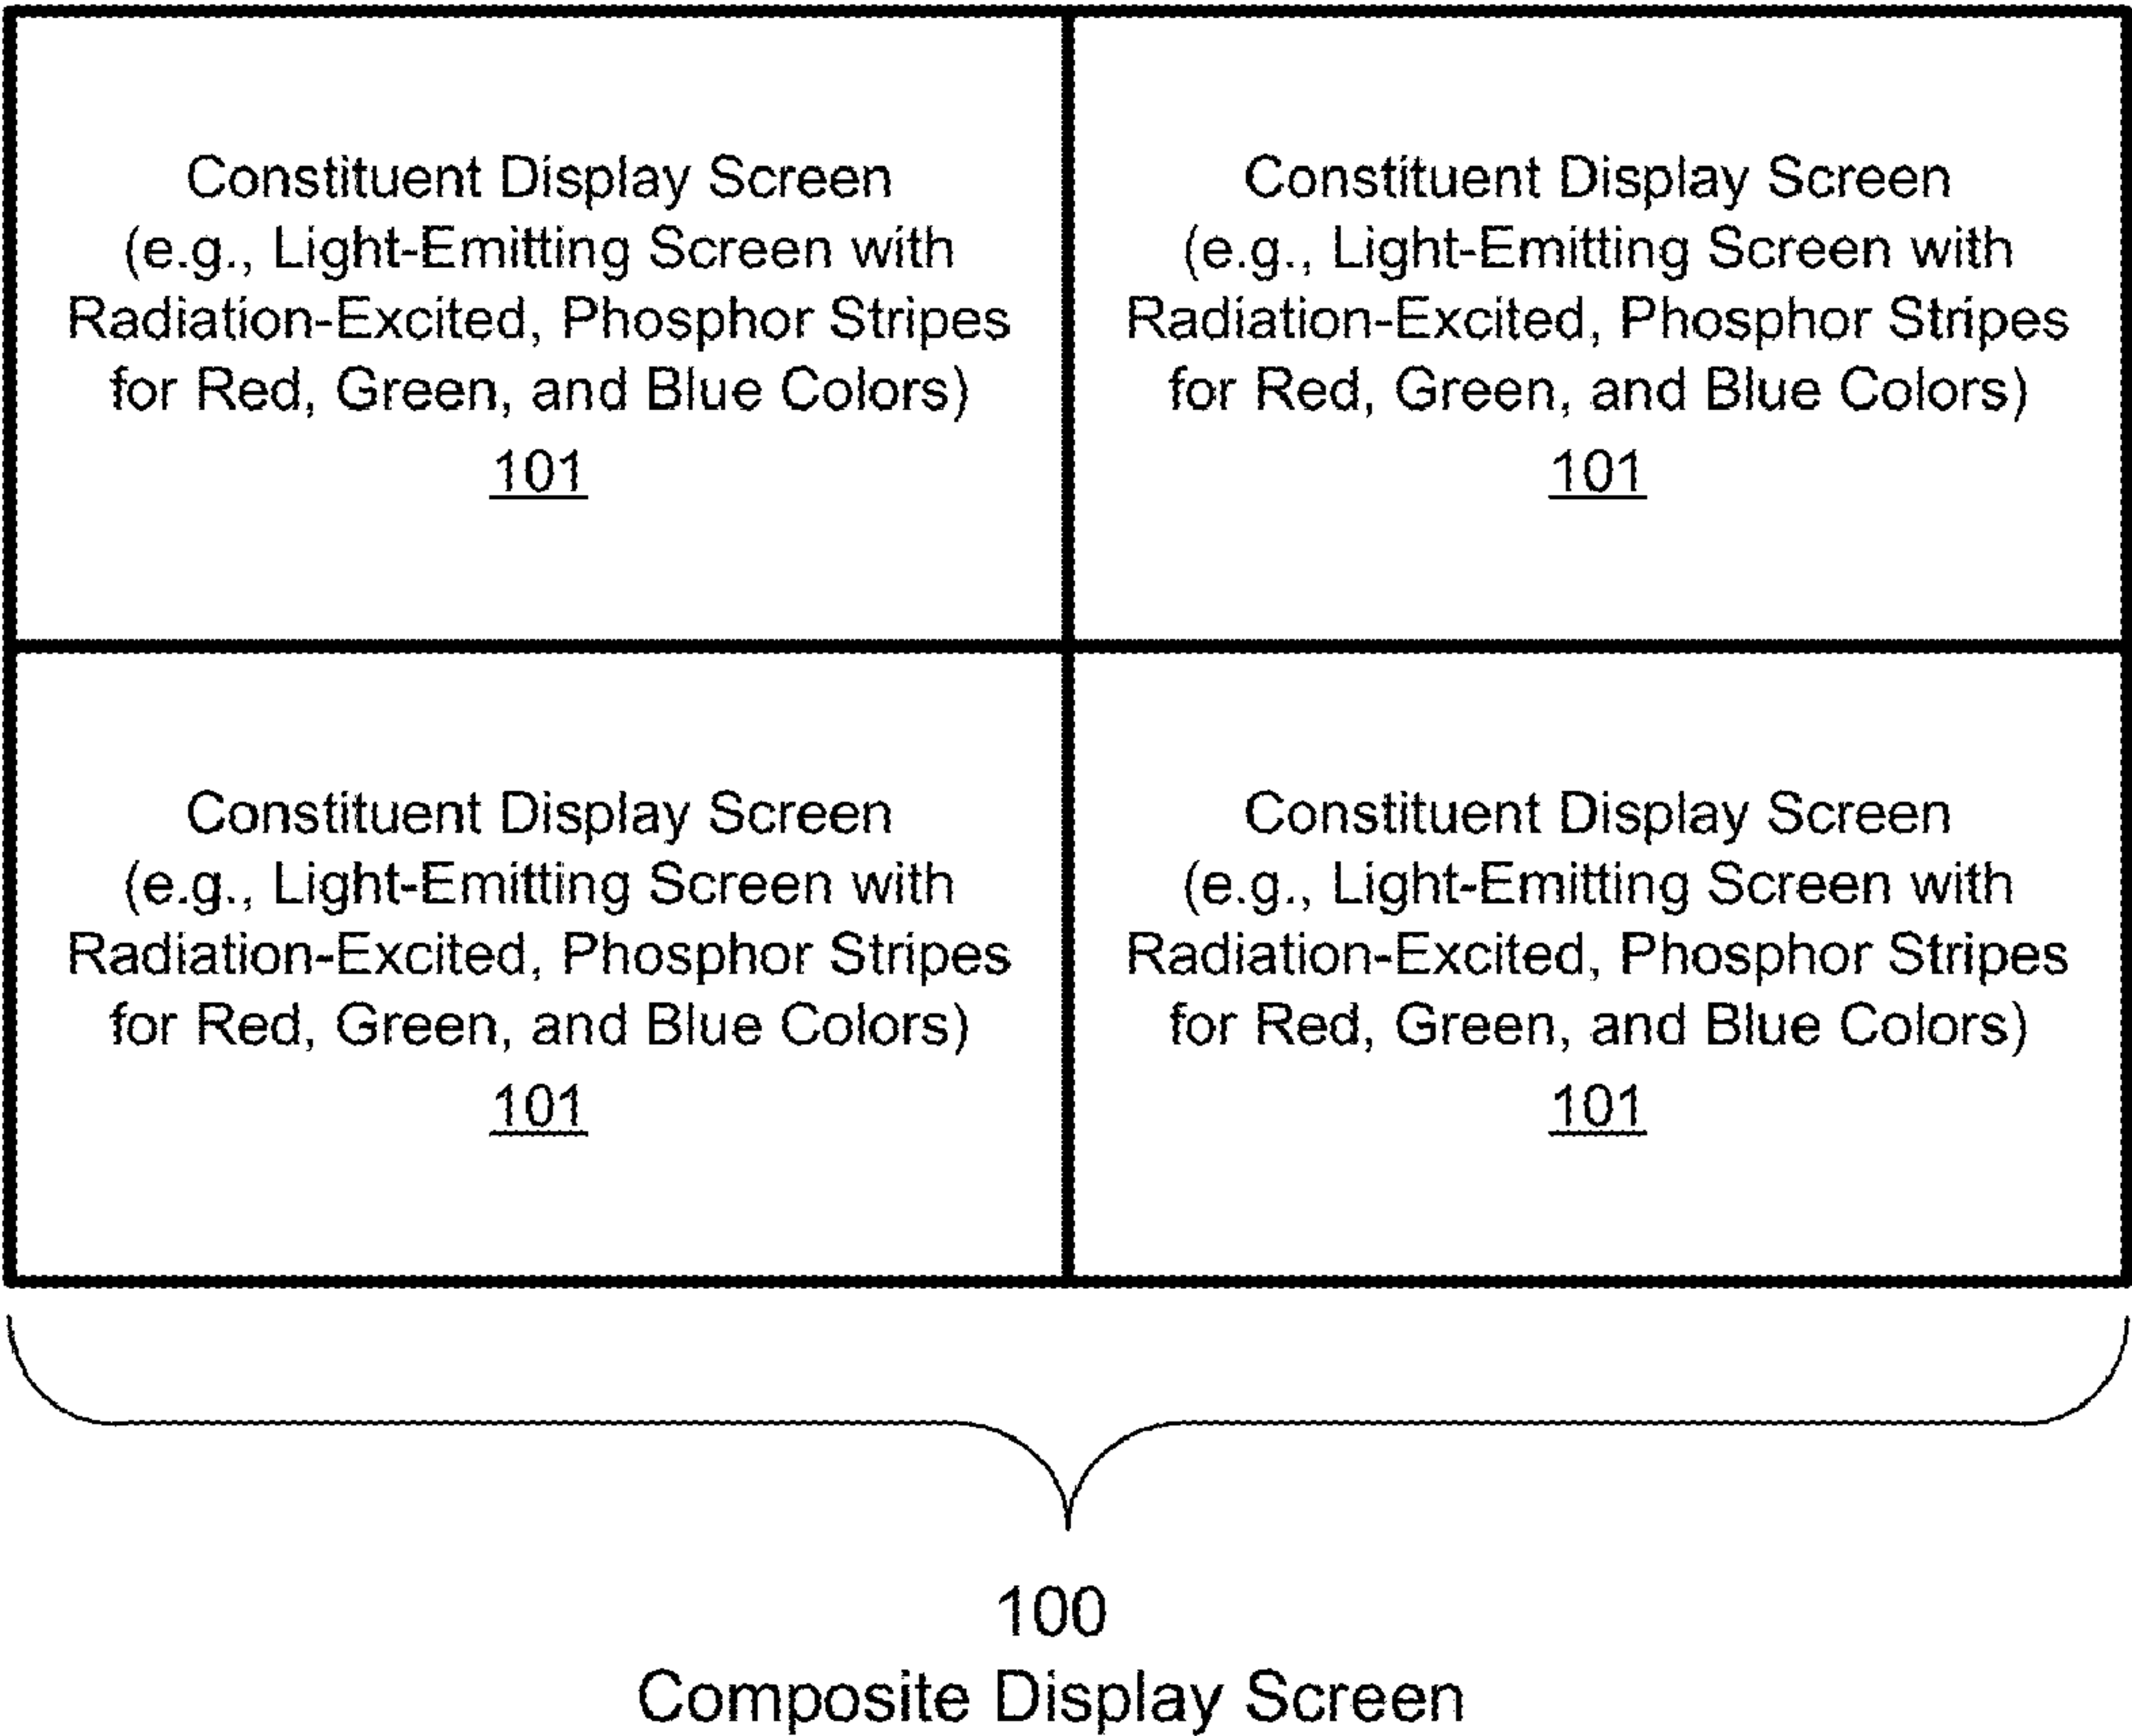 Constituent Display Screen
(e.g., Light-Emitting Screen with
Radiation-Excited, Phosphor Stripes
for Red, Green, and Blue Colors)
101
Constituent Display Screen
(e.g., Light-Emitting Screen with
Radiation-Excited, Phosphor Stripes
for Red, Green, and Blue Colors)
101
Constituent Display Screen
(e.g., Light-Emitting Screen with
Radiation-Excited, Phosphor Stripes
for Red, Green, and Blue Colors)
101
Constituent Display Screen
(e.g., Light-Emitting Screen with
Radiation-Excited, Phosphor Stripes
for Red, Green, and Blue Colors)
101
100
Composite Display Screen